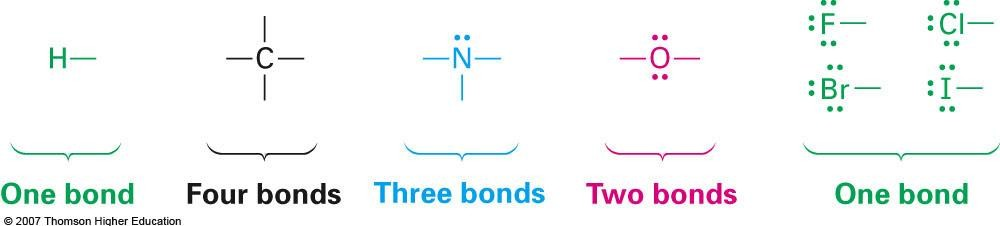 H C N O F Cl
Br I
One bond Four bonds Three bonds Two bonds One bond
© 2007 Thomson Higher Education